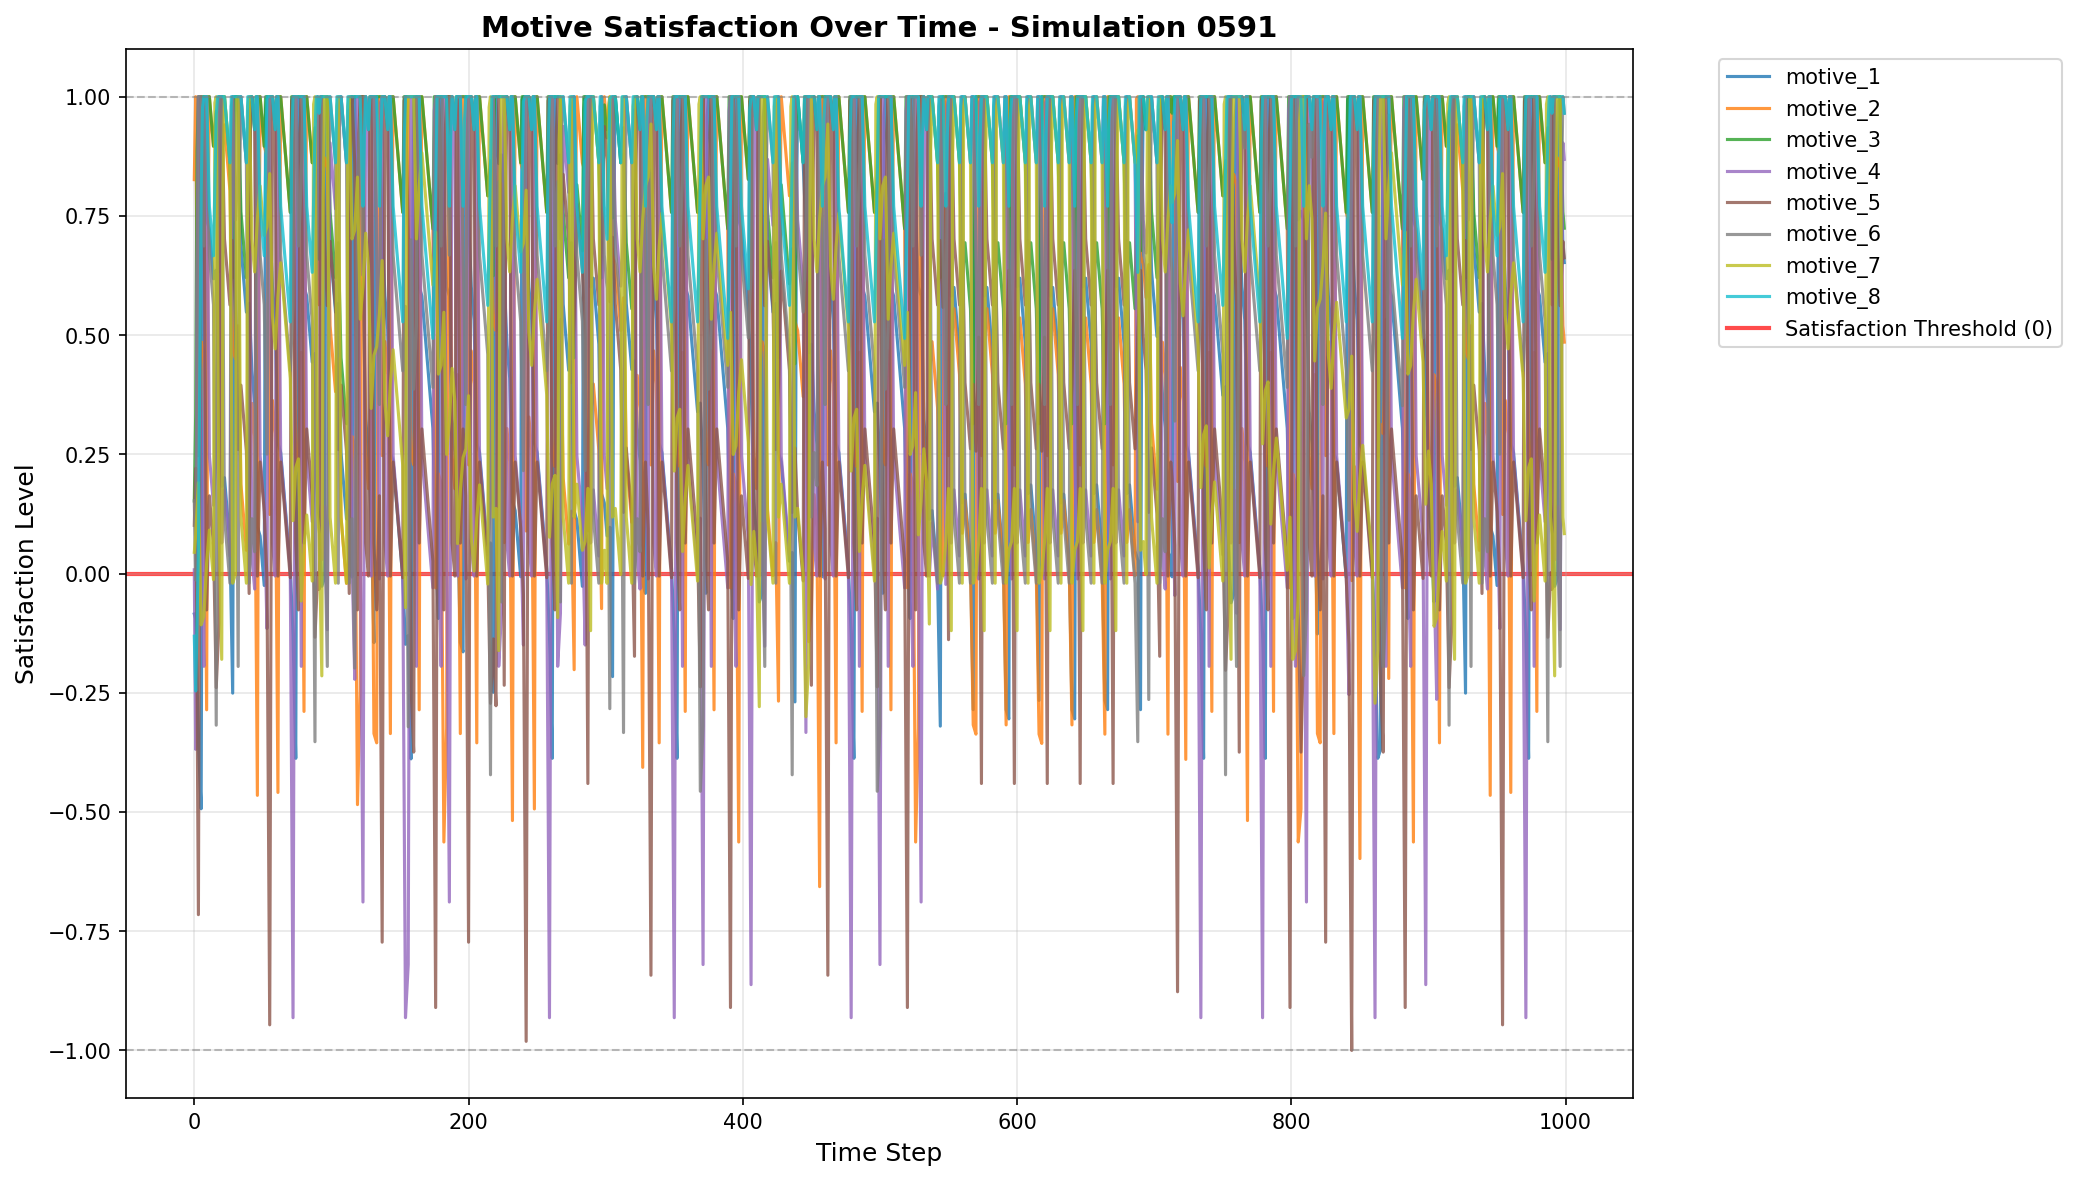 Motive Satisfaction Over Time - Simulation 0591
1.00
0.75
0.50
0.25
0.00
−0.25
−0.50
−0.75
−1.00
Satisfaction Level
0
200
400
600
800
1000
Time Step
motive_1
motive_2
motive_3
motive_4
motive_5
motive_6
motive_7
motive_8
Satisfaction Threshold (0)